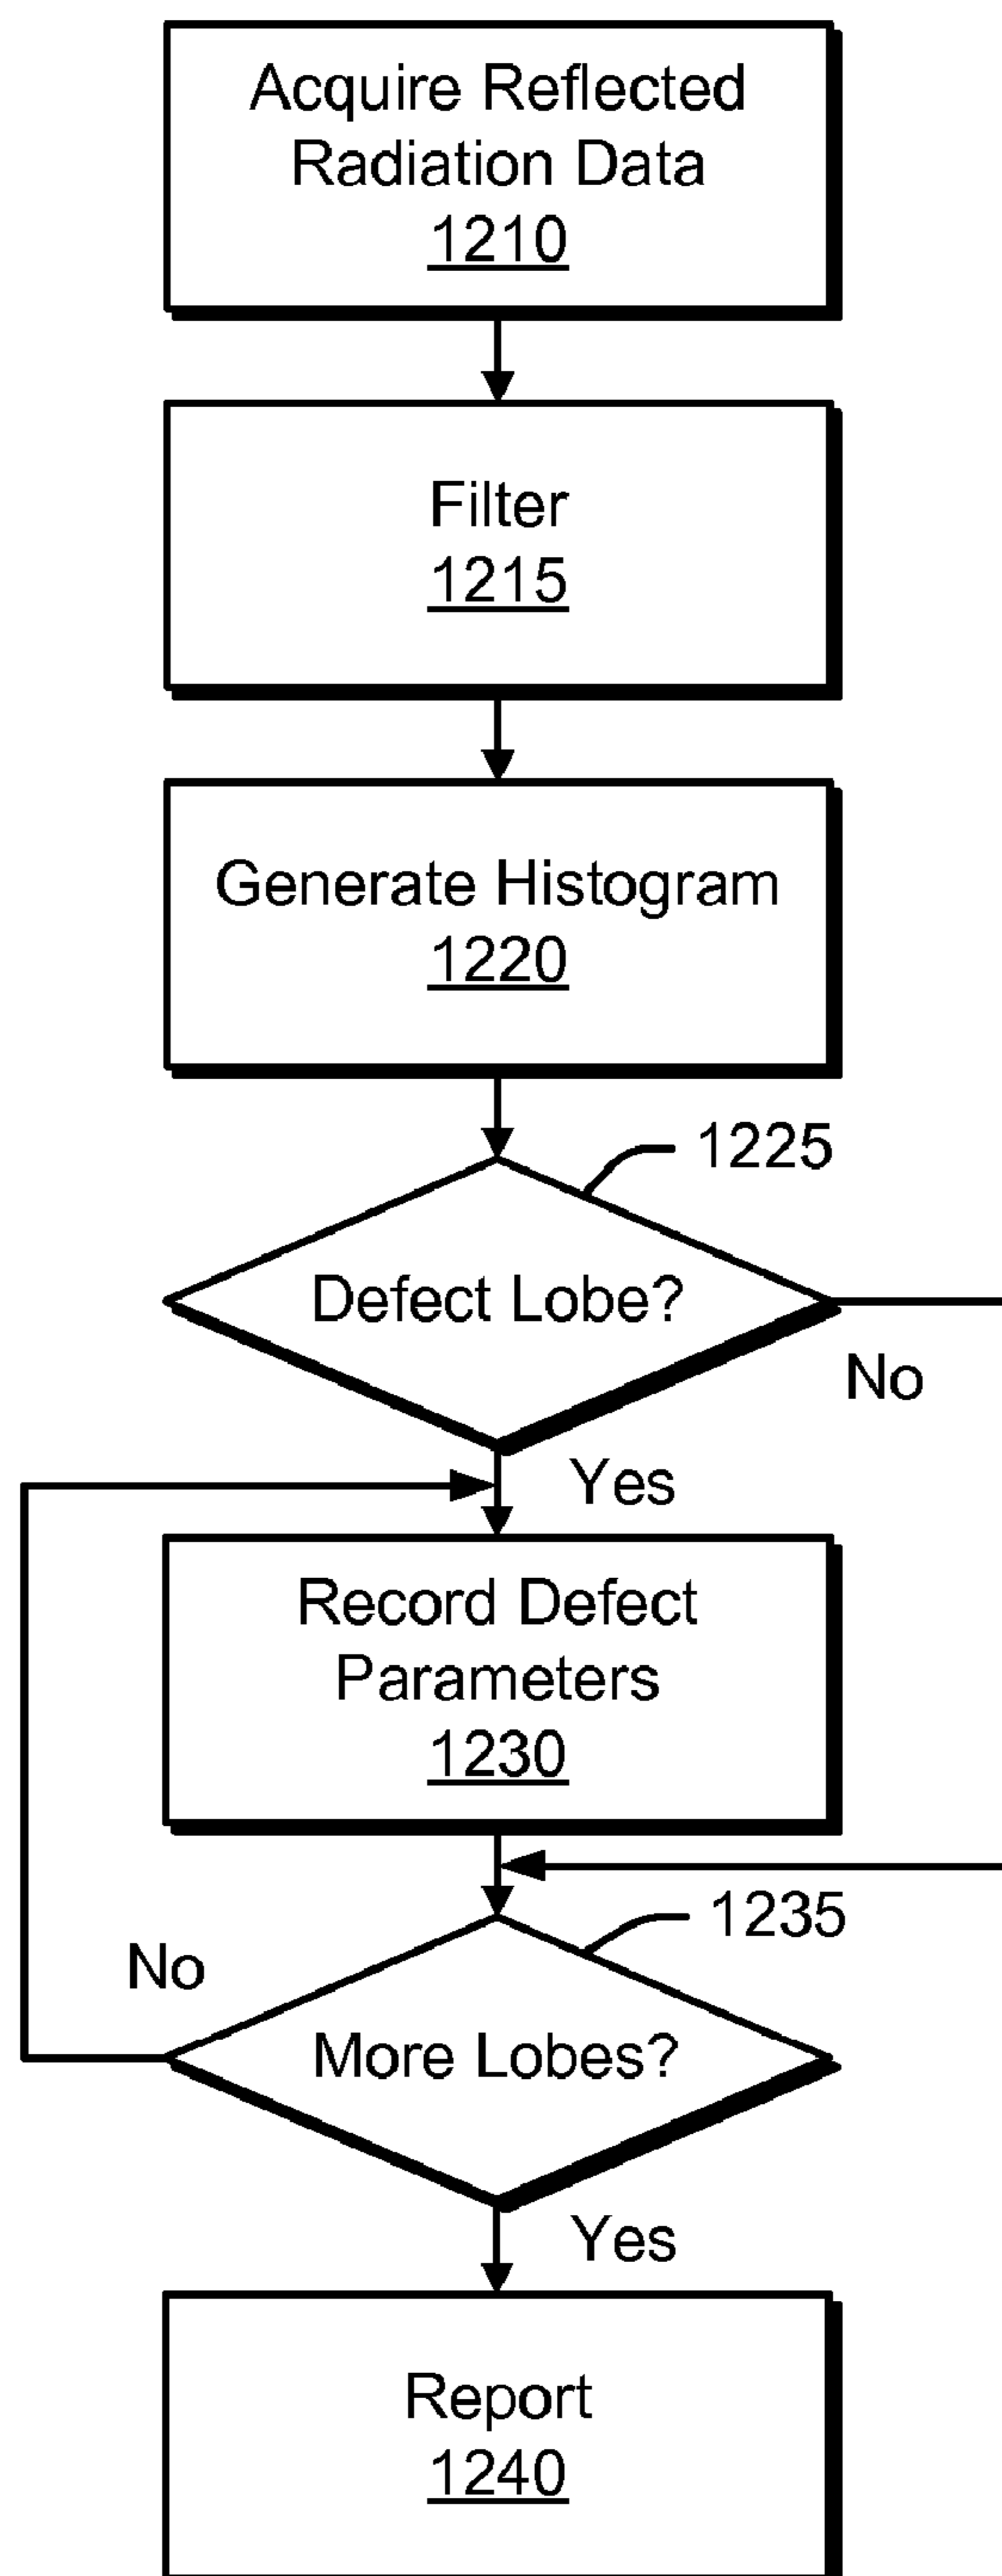 Acquire Reflected
Radiation Data
1210
Filter
1215
Generate Histogram
1220
1225
Defect Lobe?
No
Yes
Record Defect
Parameters
1230
1235
No
More Lobes?
Yes
Report
1240